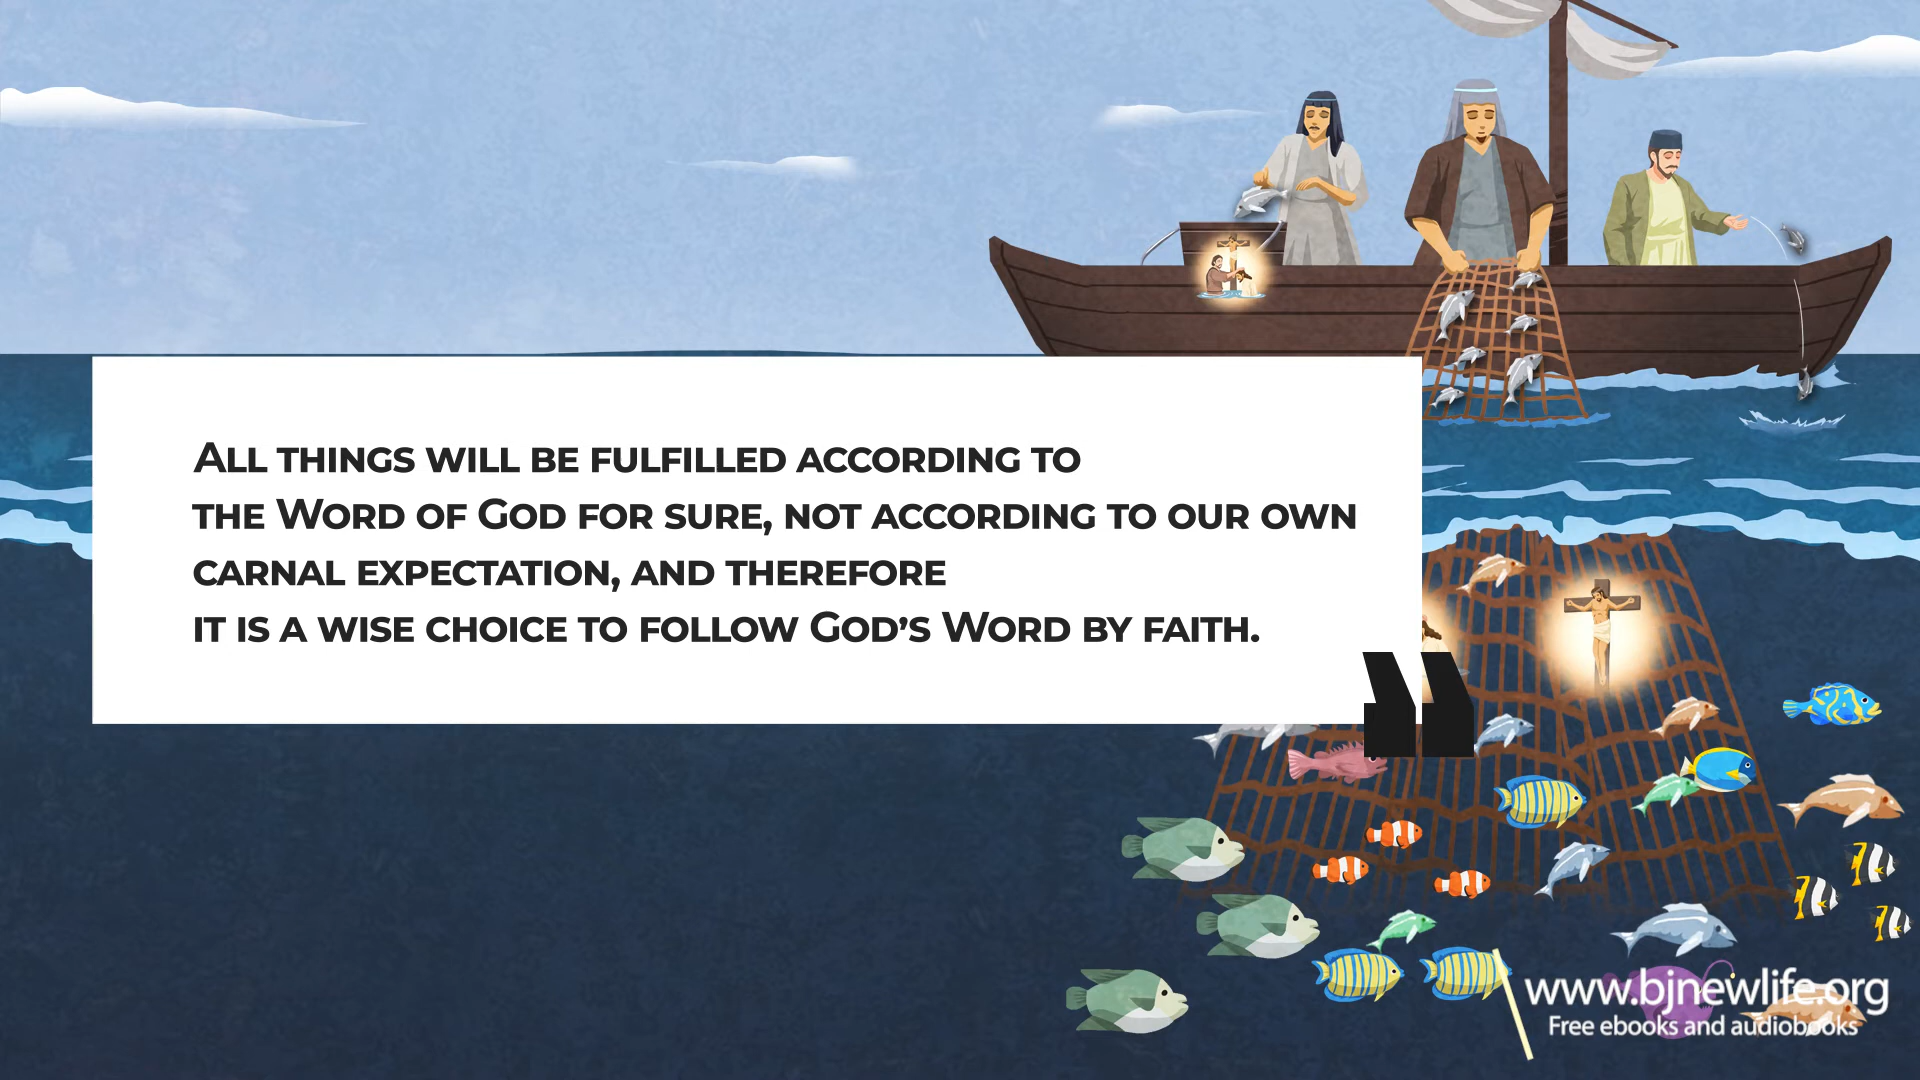 All things will be fulfilled according to
the Word of God for sure, not according to our own
carnal expectation, and therefore
it is a wise choice to follow God’s Word by faith.
"
www.bjnewlife.org
Free ebooks and audiobooks